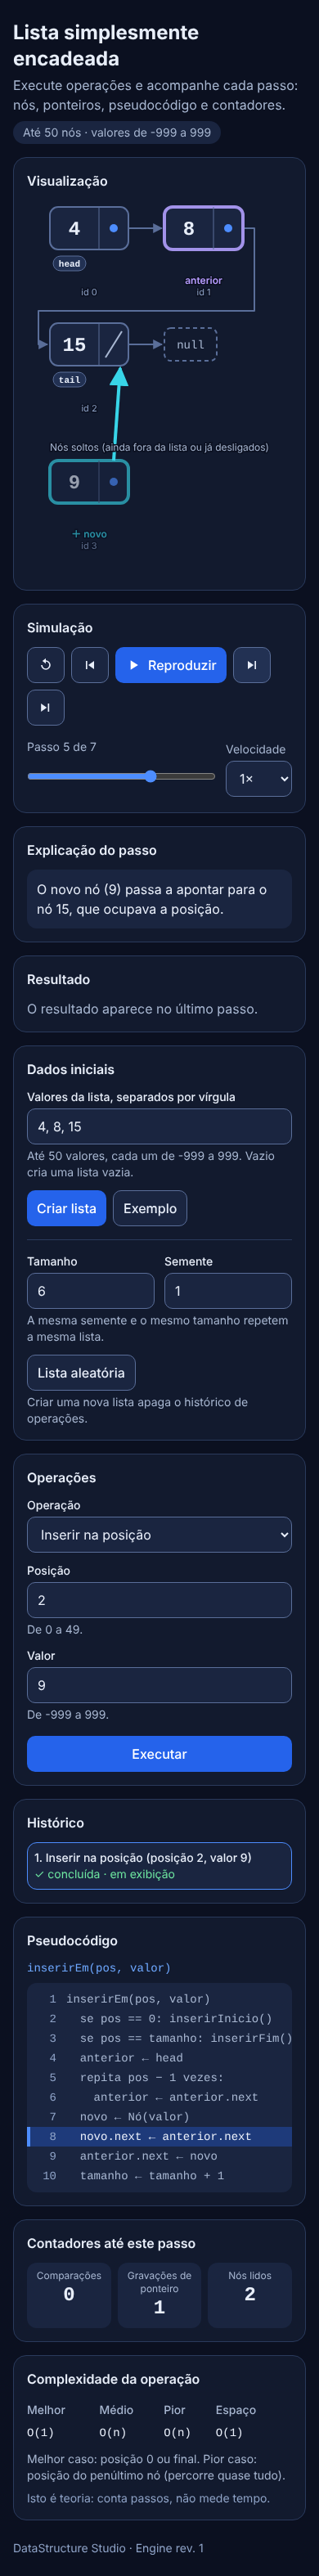 Lista simplesmente
encadeada
Execute operações e acompanhe cada passo:
nós, ponteiros, pseudocódigo e contadores.
Até 50 nós · valores de -999 a 999
Visualização
4
8
head
anterior
id 0
id 1
15
null
tail
id 2
Nós soltos (ainda fora da lista ou já desligados)
9
+ novo
id 3
Simulação
Reproduzir
Passo 5 de 7
Velocidade
1×
Explicação do passo
O novo nó (9) passa a apontar para o
nó 15, que ocupava a posição.
Resultado
O resultado aparece no último passo.
Dados iniciais
Valores da lista, separados por vírgula
4, 8, 15
Até 50 valores, cada um de -999 a 999. Vazio
cria uma lista vazia.
Criar lista
Exemplo
Tamanho
Semente
6
1
A mesma semente e o mesmo tamanho repetem
a mesma lista.
Lista aleatória
Criar uma nova lista apaga o histórico de
operações.
Operações
Operação
Inserir na posição
Posição
2
De 0 a 49.
Valor
9
De -999 a 999.
Executar
Histórico
1. Inserir na posição (posição 2, valor 9)
✓ concluída · em exibição
Pseudocódigo
inserirEm(pos, valor)
1 inserirEm(pos, valor)
2 se pos == 0: inserirInicio()
3 se pos == tamanho: inserirFim()
4 anterior ← head
5 repita pos − 1 vezes:
6 anterior ← anterior.next
7 novo ← Nó(valor)
8 novo.next ← anterior.next
9 anterior.next ← novo
10 tamanho ← tamanho + 1
Contadores até este passo
Comparações
0
Gravações de
ponteiro
1
Nós lidos
2
Complexidade da operação
Melhor Médio Pior Espaço
O(1) O(n) O(n) O(1)
Melhor caso: posição 0 ou final. Pior caso:
posição do penúltimo nó (percorre quase tudo).
Isto é teoria: conta passos, não mede tempo.
DataStructure Studio · Engine rev. 1